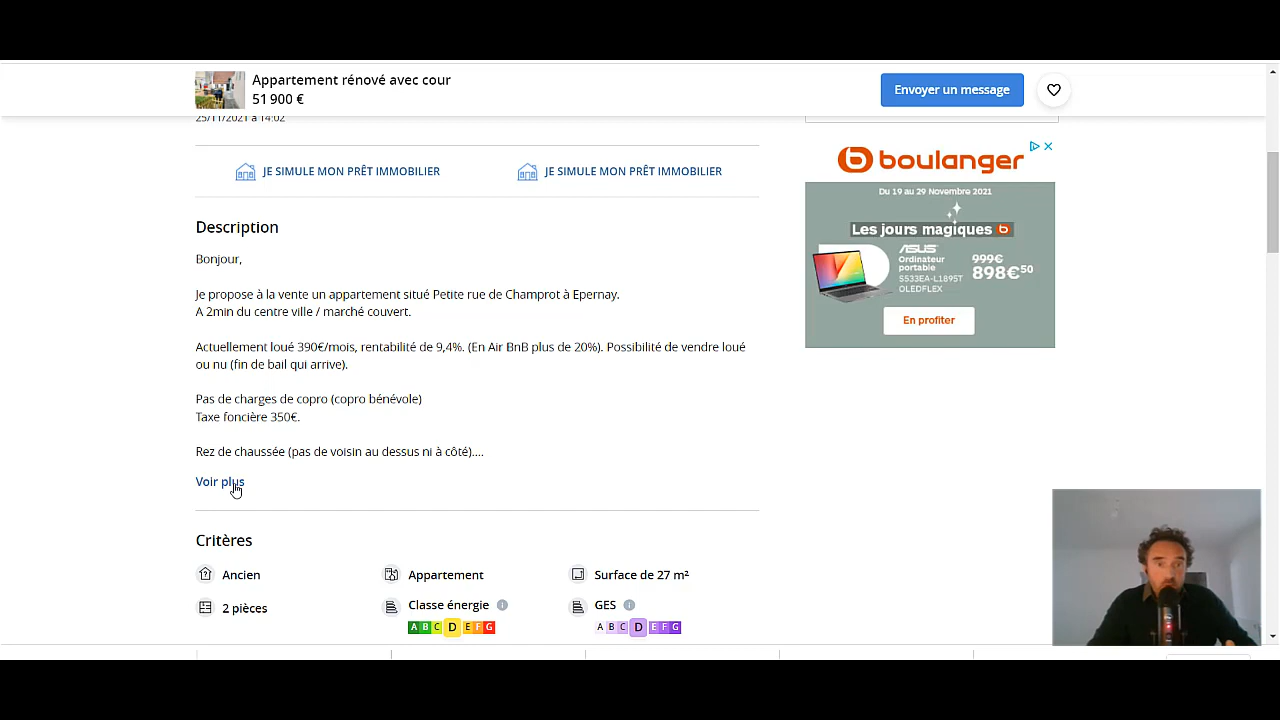 Appartement rénové avec cour
51 900 €
Envoyer un message
25/11/2021 à 14:02
JE SIMULE MON PRÊT IMMOBILIER
JE SIMULE MON PRÊT IMMOBILIER
Description
Bonjour,
Je popose à la vente un appartement situé Petite rue de Champrot à Epernay.
A 2min du centre ville / marché couvert.
Actuellement loué 390€/mois, rentabilité de 9,4%. (En Air BnB plus de 20%). Possibilité de vendre loué
ou nu (fin de bail qui arrive).
Pas de charges de copro (copro bénévole)
Taxe foncière 350€.
Rez de chaussée (pas de voisin au dessus ni à côté)....
Voir plus
Critères
Ancien
Appartement
Surface de 27 m²
2 pièces
Classe énergie
A B C D E F G
GES
A B C D E F G
boulanger
Du 19 au 29 Novembre 2021
Les jours magiques
ASUS
Ordinateur
portable
S533EA-L1895T
OLEDFLEX
999€
898€50
En profiter